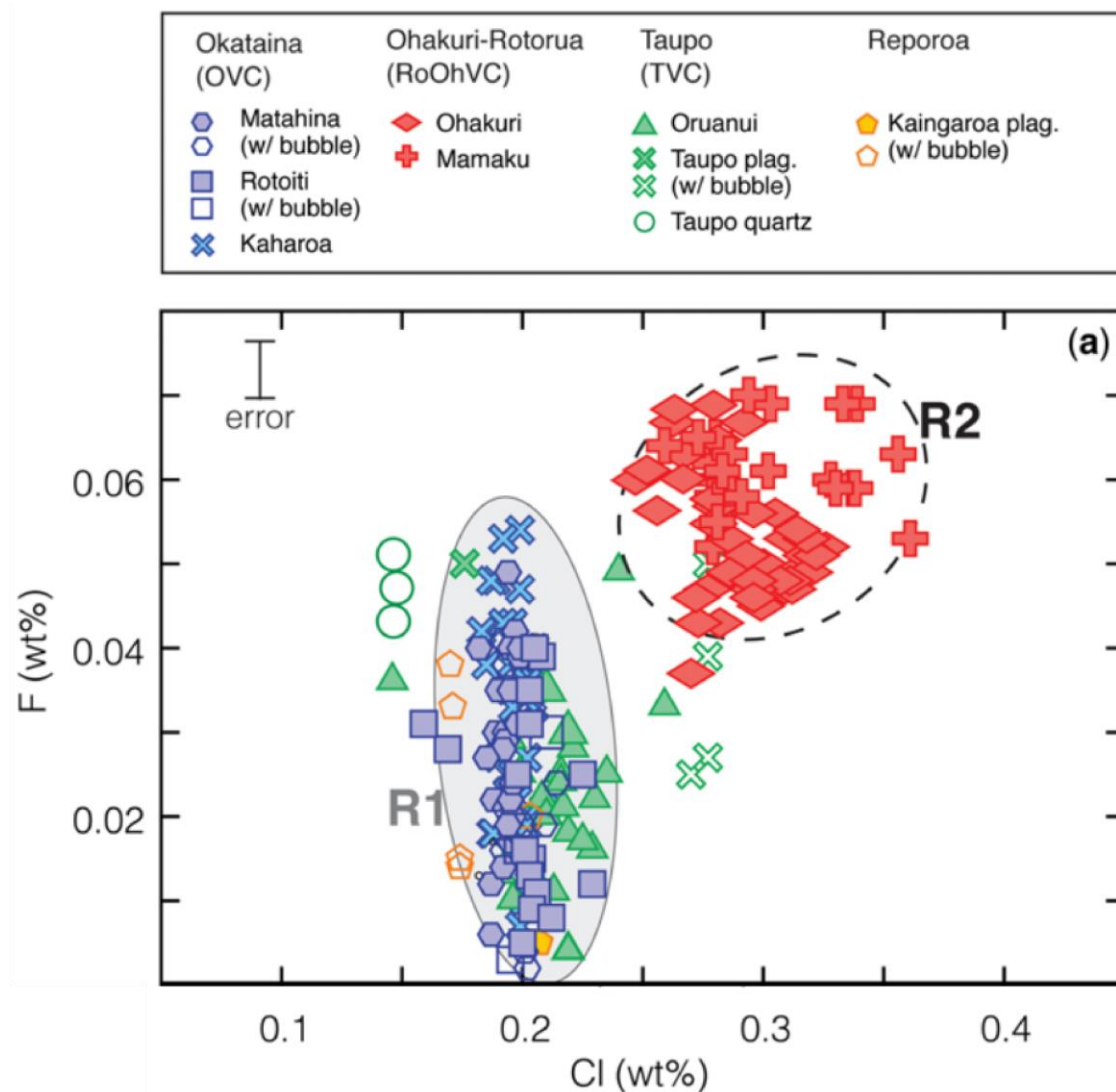 Okataina
(OVC)
Matahina
(w/ bubble)
Rotoiti
(w/ bubble)
Kaharoa
Ohakuri-Rotorua
(RoOhVC)
Ohakuri
Mamaku
Taupo
(TVC)
Oruanui
Taupo plag.
(w/ bubble)
Taupo quartz
Reporoa
Kaingaroa plag.
(w/ bubble)
(a)
error
R2
R1
0.06
0.04
0.02
F (wt%)
0.1
0.2
0.3
0.4
Cl (wt%)